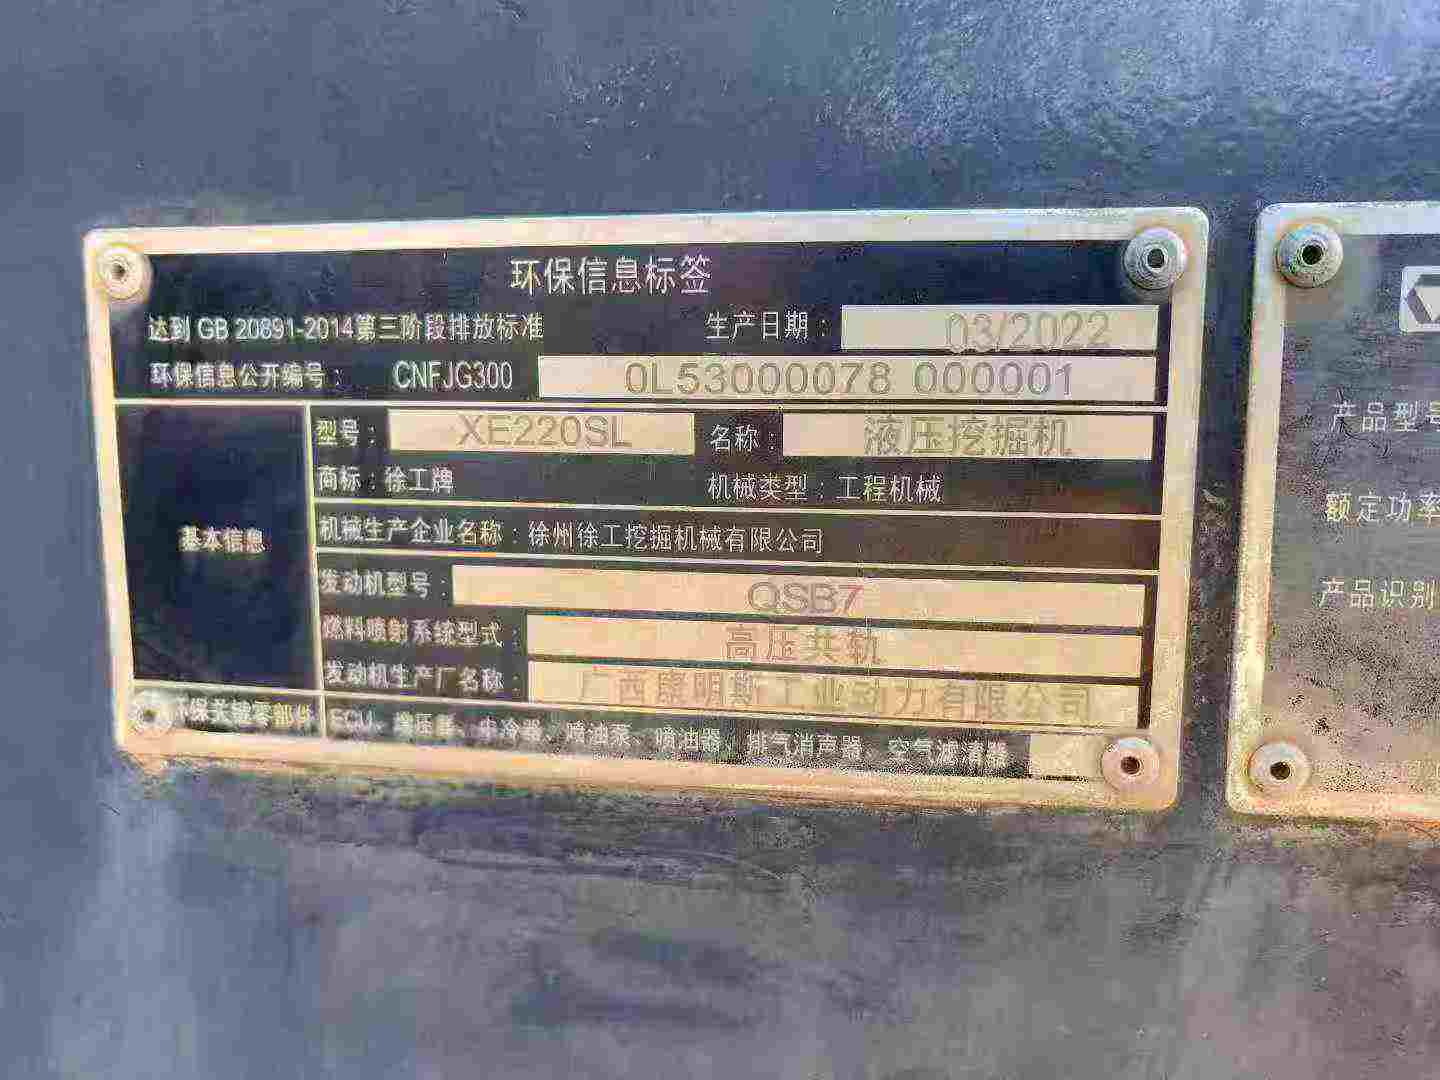 环保信息标签
达到 GB 20891-2014第三阶段排放标准 生产日期: 03/2022
环保信息公开编号: CNFJG300 0L53000078 000001
基本信息
型号: XE220SL 名称: 液压挖掘机
商标: 徐工牌 机械类型: 工程机械
机械生产企业名称: 徐州徐工挖掘机械有限公司
发动机型号: QSB7
燃料喷射系统型式: 高压共轨
发动机生产厂名称: 广西康明斯工业动力有限公司
环保关键零部件 ECU、增压器、中冷器、喷油泵、喷油器、排气消声器、空气滤清器
产品型号
额定功率
产品识别